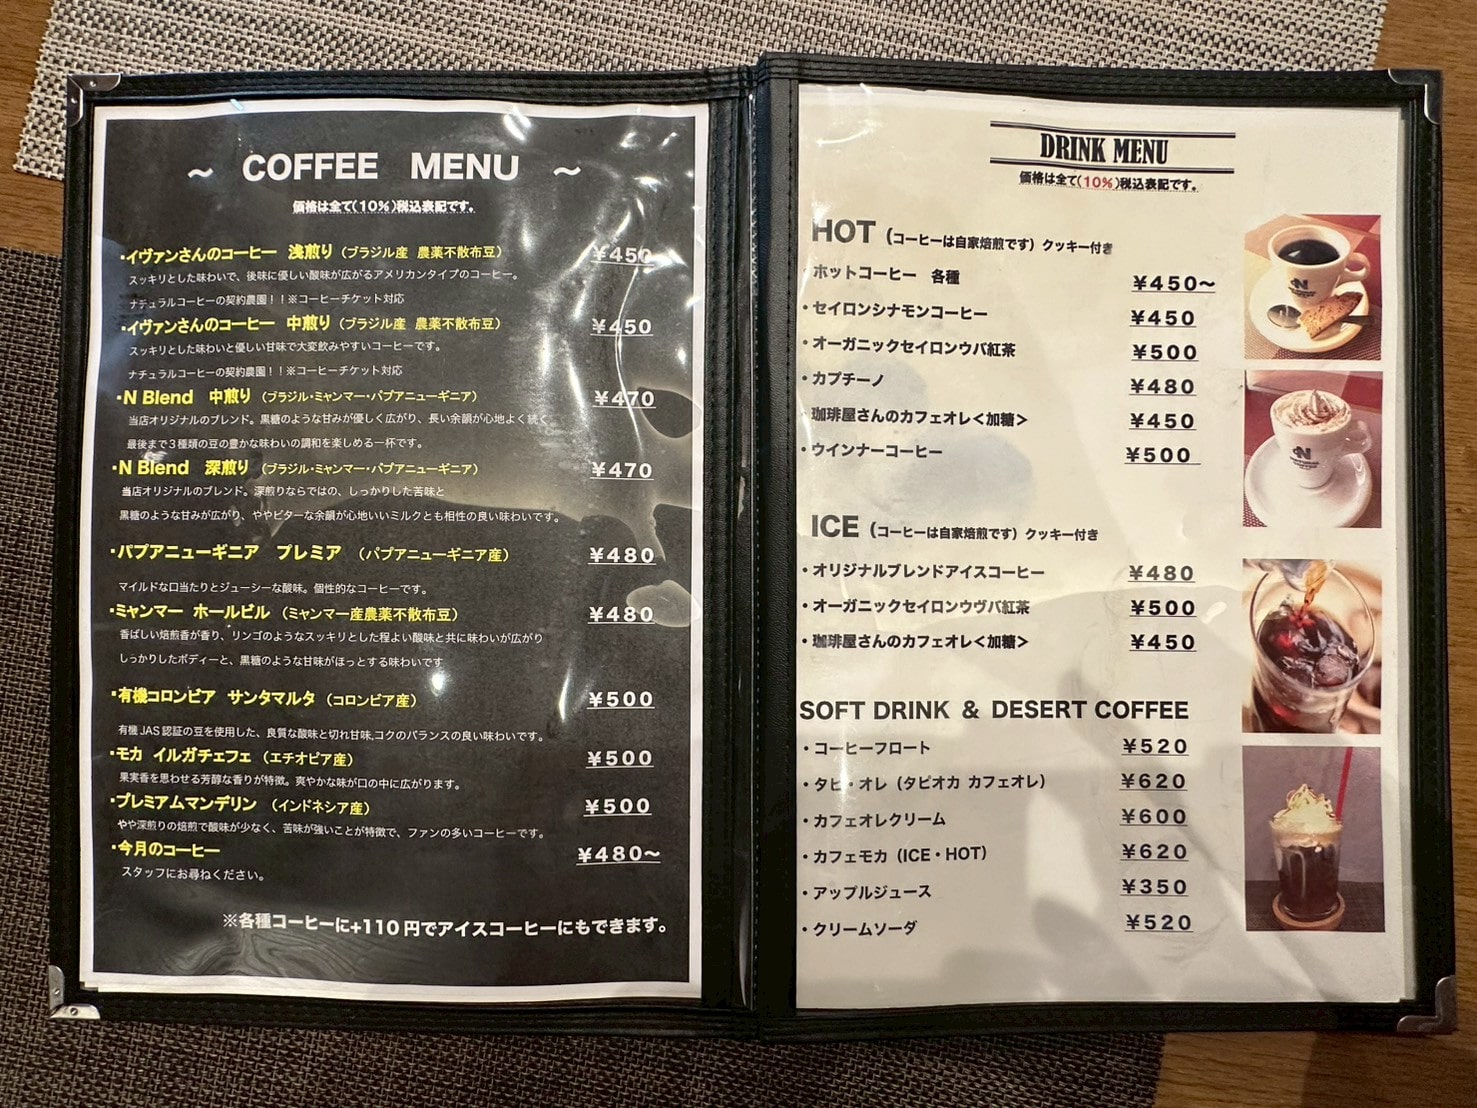 ～ COFFEE MENU ～
価格は全て(10%)税込表記です。
・イヴァンさんのコーヒー 浅煎り（ブラジル産 農薬不散布豆） ¥450
スッキリとした味わいで、後味に優しい酸味が広がるアメリカンタイプのコーヒー。
ナチュラルコーヒーの契約農園！！※コーヒーチケット対応
・イヴァンさんのコーヒー 中煎り（ブラジル産 農薬不散布豆） ¥450
スッキリとした味わいと優しい甘味で大変飲みやすいコーヒーです。
ナチュラルコーヒーの契約農園！！※コーヒーチケット対応
・N Blend 中煎り（ブラジル・ミャンマー・パプアニューギニア） ¥470
当店オリジナルのブレンド。黒糖のような甘みが優しく広がり、長い余韻が心地よく続く
最後まで３種類の豆の豊かな味わいの調和を楽しめる一杯です。
・N Blend 深煎り（ブラジル・ミャンマー・パプアニューギニア） ¥470
当店オリジナルのブレンド。深煎りならではの、しっかりした苦味と
黒糖のような甘みが広がり、ややビターな余韻が心地いいミルクとも相性の良い味わいです。
・パプアニューギニア プレミア （パプアニューギニア産） ¥480
マイルドな口当たりとジューシーな酸味。個性的なコーヒーです。
・ミャンマー ホールビル （ミャンマー産農薬不散布豆） ¥480
香ばしい焙煎香が香り、リンゴのようなスッキリとした程よい酸味と共に味わいが広がり
しっかりしたボディーと、黒糖のような甘味がほっとする味わいです
・有機コロンビア サンタマルタ（コロンビア産） ¥500
有機JAS認証の豆を使用した、良質な酸味と切れ甘味,コクのバランスの良い味わいです。
・モカ イルガチェフェ（エチオピア産） ¥500
果実香を思わせる芳醇な香りが特徴。爽やかな味が口の中に広がります。
・プレミアムマンデリン （インドネシア産） ¥500
やや深煎りの焙煎で酸味が少なく、苦味が強いことが特徴で、ファンの多いコーヒーです。
・今月のコーヒー ¥480～
スタッフにお尋ねください。
※各種コーヒーに+110円でアイスコーヒーにもできます。
DRINK MENU
価格は全て(10%)税込表記です。
HOT（コーヒーは自家焙煎です）クッキー付き
・ホットコーヒー 各種 ¥450～
・セイロンシナモンコーヒー ¥450
・オーガニックセイロンウバ紅茶 ¥500
・カプチーノ ¥480
・珈琲屋さんのカフェオレ＜加糖＞ ¥450
・ウインナーコーヒー ¥500
ICE（コーヒーは自家焙煎です）クッキー付き
・オリジナルブレンドアイスコーヒー ¥480
・オーガニックセイロンウヴバ紅茶 ¥500
・珈琲屋さんのカフェオレ＜加糖＞ ¥450
SOFT DRINK & DESERT COFFEE
・コーヒーフロート ¥520
・タピ・オレ（タピオカ カフェオレ） ¥620
・カフェオレクリーム ¥600
・カフェモカ（ICE・HOT） ¥620
・アップルジュース ¥350
・クリームソーダ ¥520